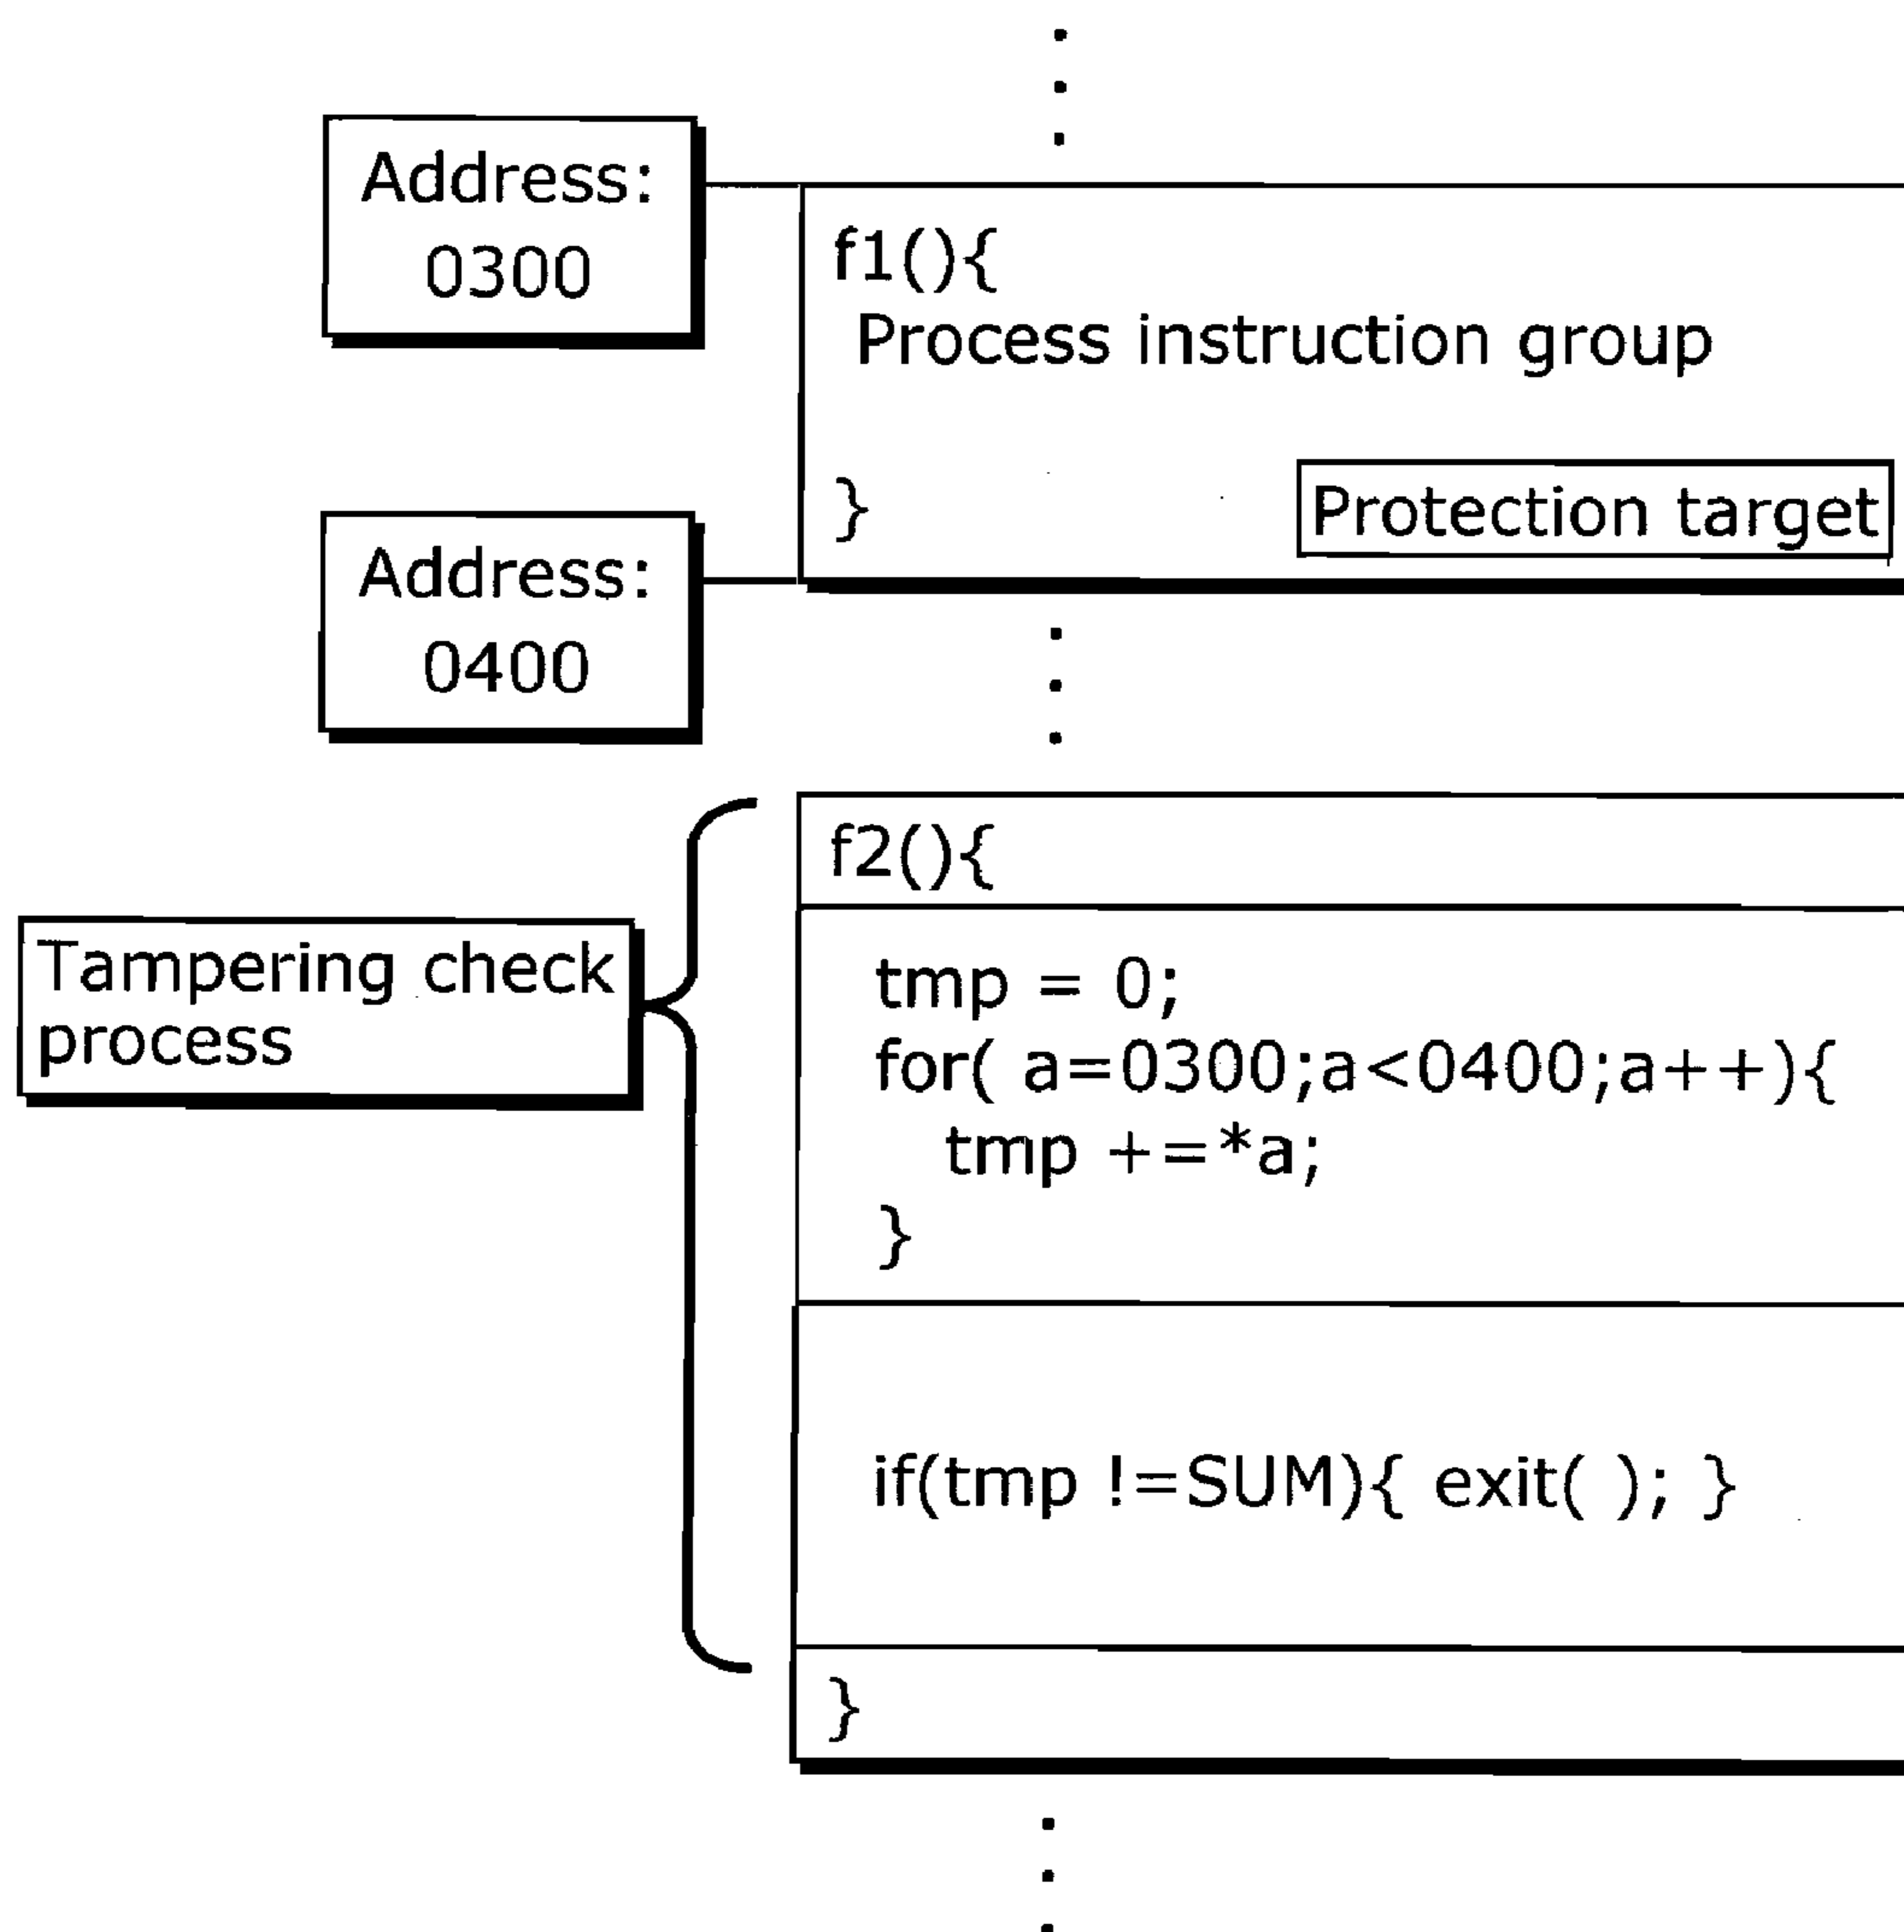 Address:
0300
f1(){
Process instruction group
}
Protection target
Address:
0400
f2(){
Tampering check
process
tmp = 0;
for( a=0300;a<0400;a++){
tmp +=*a;
}
if(tmp !=SUM){ exit( ); }
}